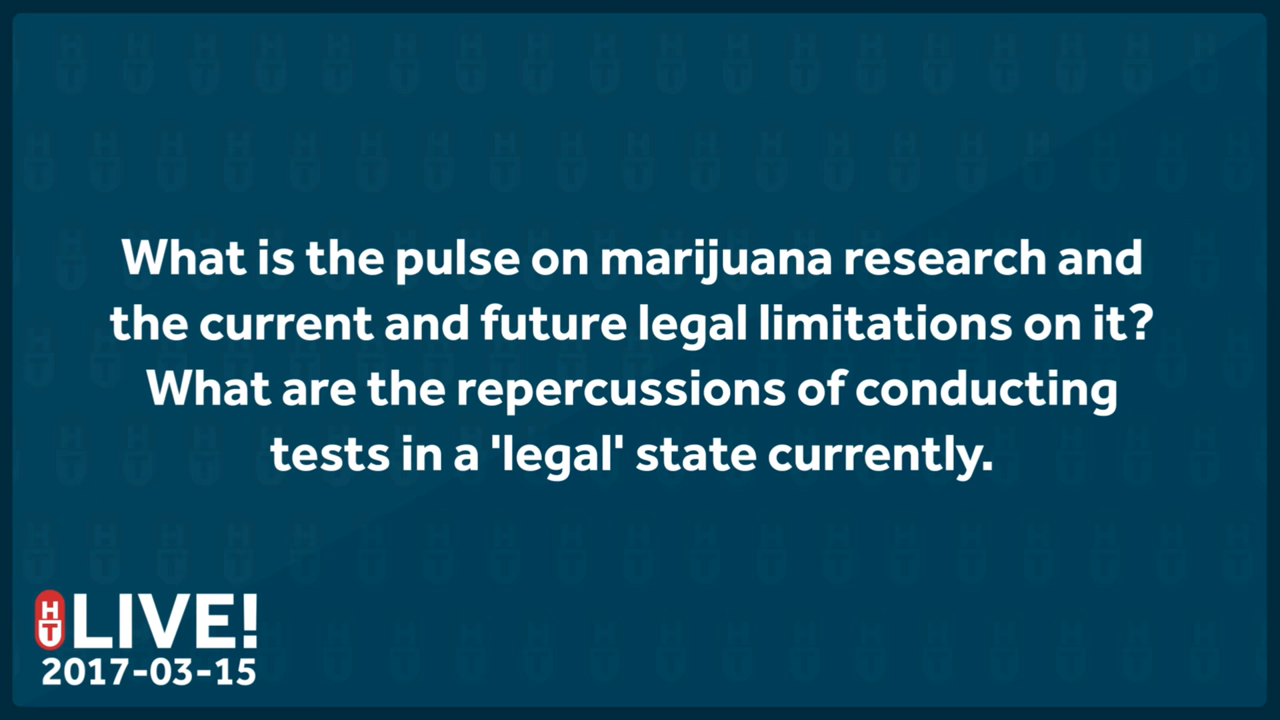 What is the pulse on marijuana research and
the current and future legal limitations on it?
What are the repercussions of conducting
tests in a 'legal' state currently.
HT LIVE!
2017-03-15